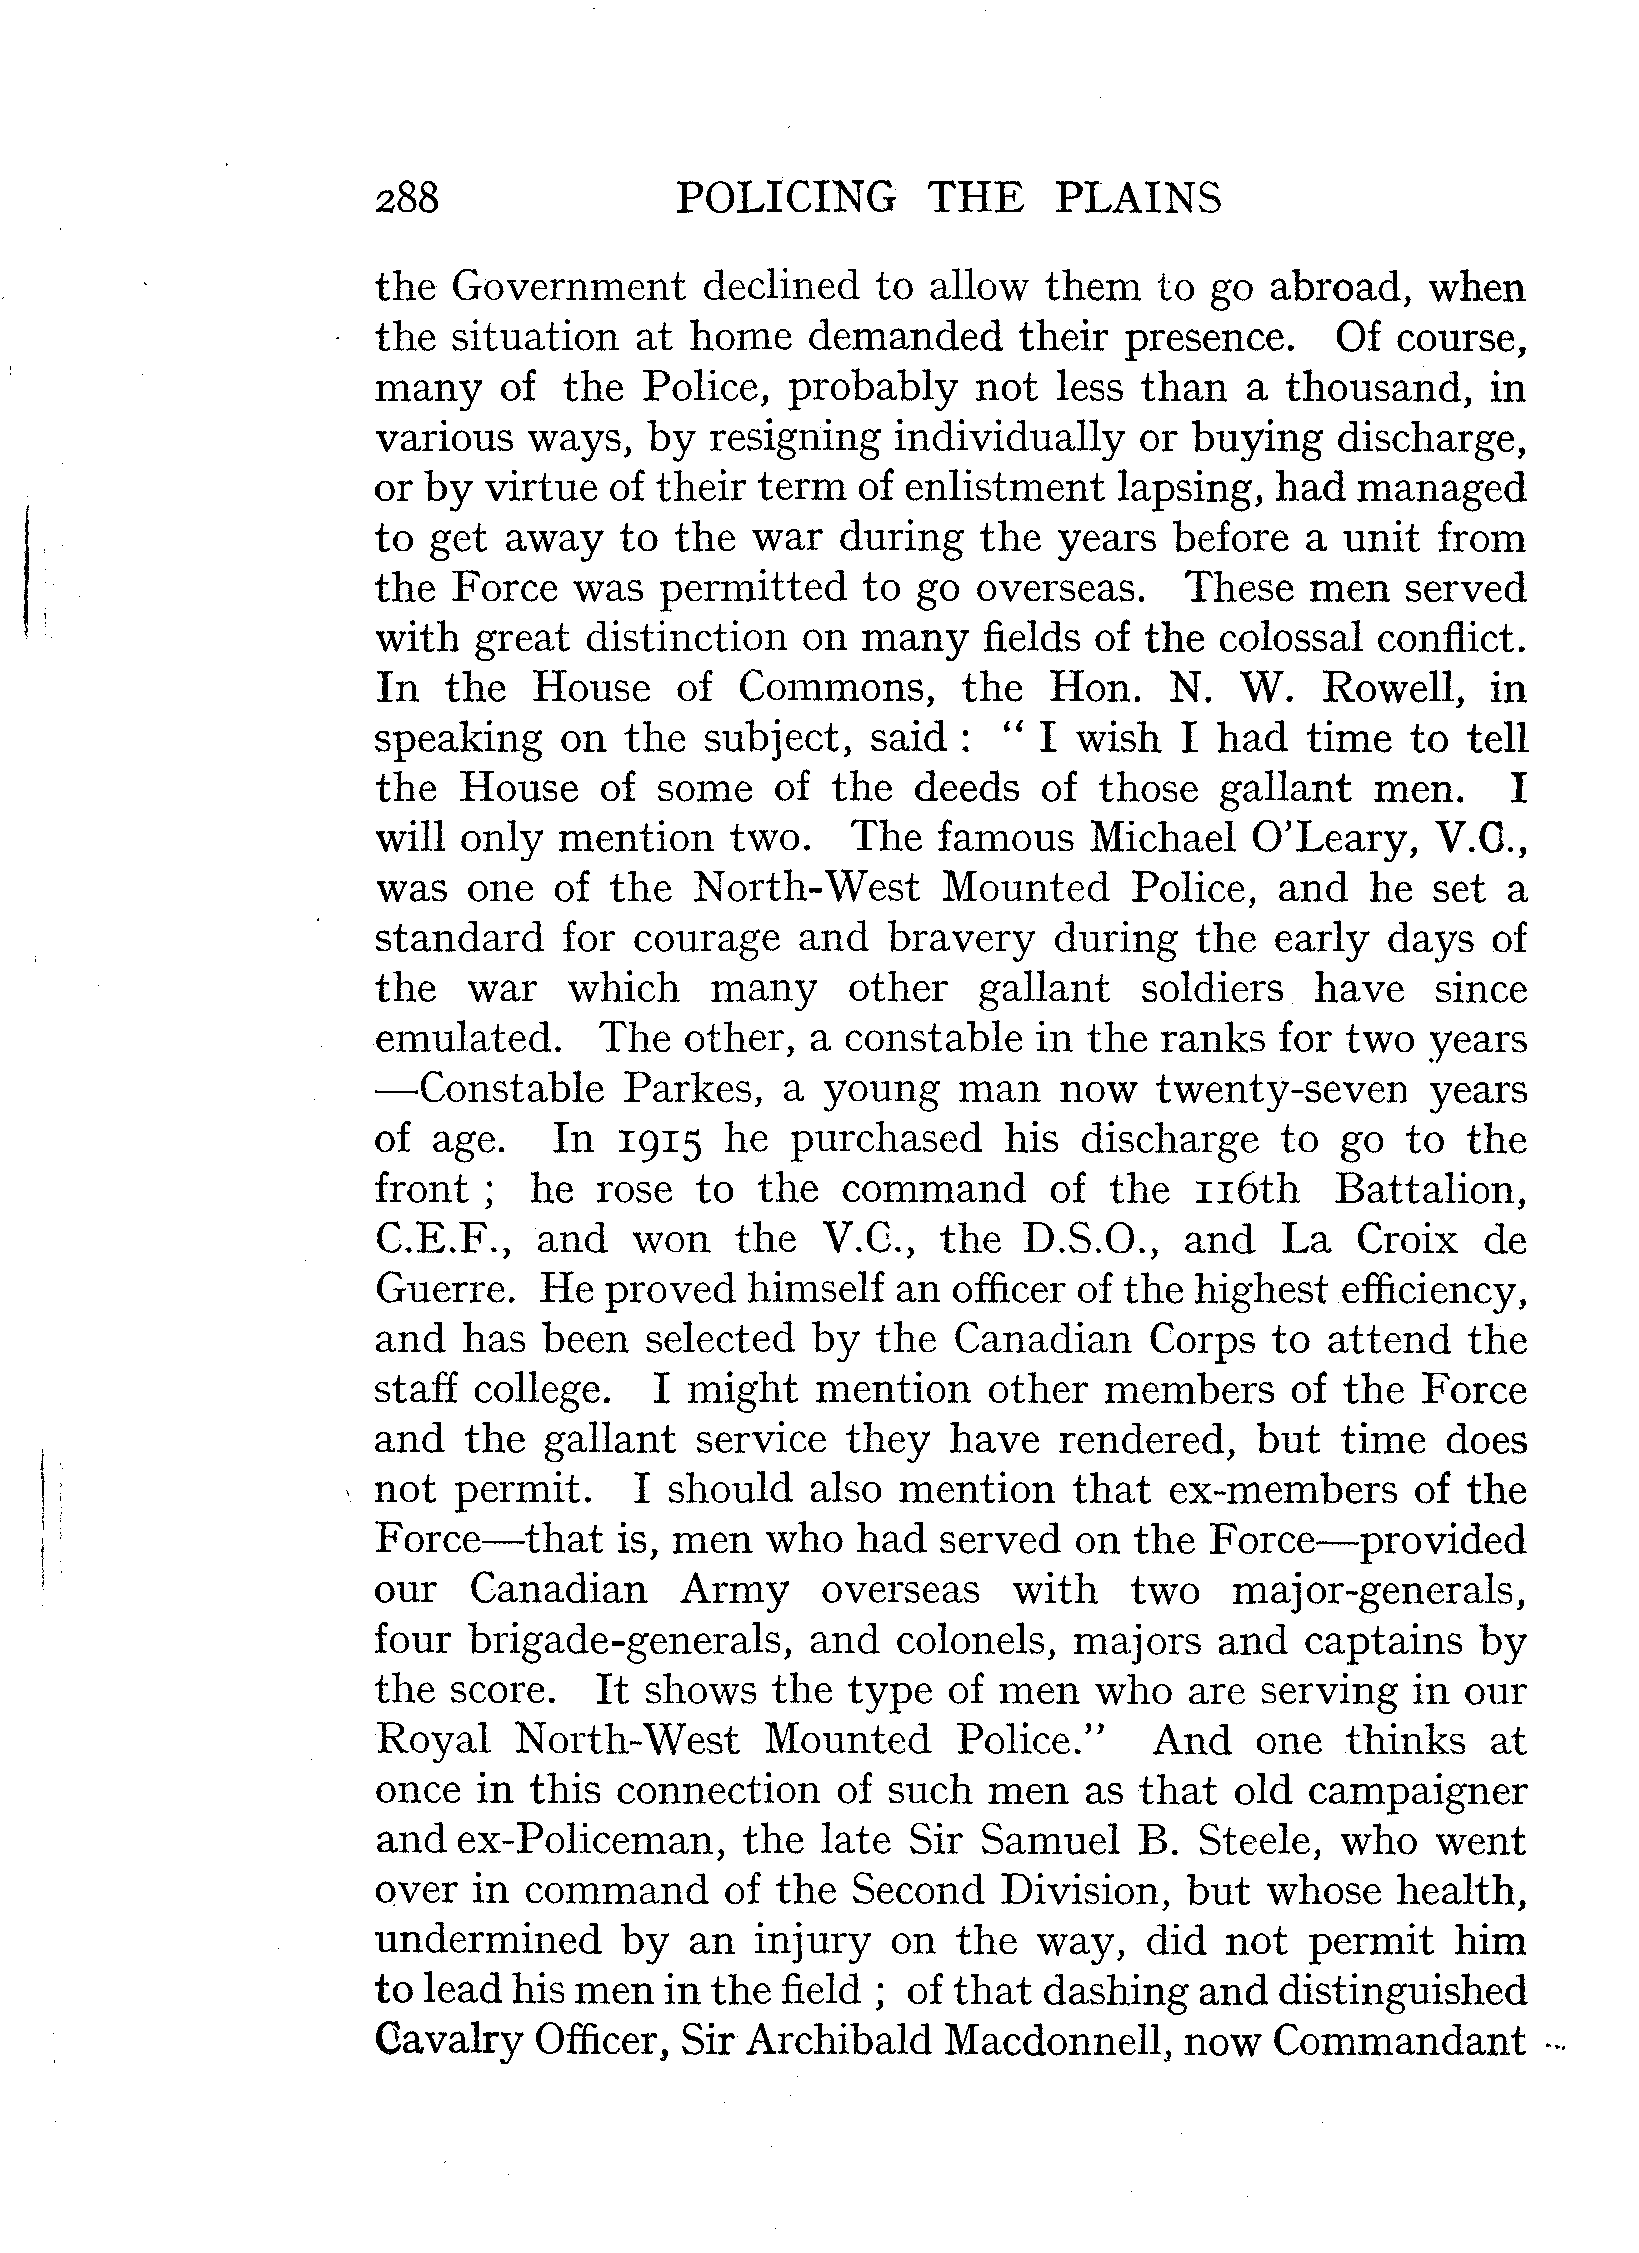 288 POLICING THE PLAINS
the Government declined to allow them to go abroad, when
the situation at home demanded their presence. Of course,
many of the Police, probably not less than a thousand, in
various ways, by resigning individually or buying discharge,
or by virtue of their term of enlistment lapsing, had managed
to get away to the war during the years before a unit from
the Force was permitted to go overseas. These men served
with great distinction on many fields of the colossal conflict.
In the House of Commons, the Hon. N. W. Rowell, in
speaking on the subject, said : “ I wish I had time to tell
the House of some of the deeds of those gallant men. I
will only mention two. The famous Michael O’Leary, V.C.,
was one of the North-West Mounted Police, and he set a
standard for courage and bravery during the early days of
the war which many other gallant soldiers have since
emulated. The other, a constable in the ranks for two years
—Constable Parkes, a young man now twenty-seven years
of age. In 1915 he purchased his discharge to go to the
front ; he rose to the command of the 116th Battalion,
C.E.F., and won the V.C., the D.S.O., and La Croix de
Guerre. He proved himself an officer of the highest efficiency,
and has been selected by the Canadian Corps to attend the
staff college. I might mention other members of the Force
and the gallant service they have rendered, but time does
not permit. I should also mention that ex-members of the
Force—that is, men who had served on the Force—provided
our Canadian Army overseas with two major-generals,
four brigade-generals, and colonels, majors and captains by
the score. It shows the type of men who are serving in our
Royal North-West Mounted Police.” And one thinks at
once in this connection of such men as that old campaigner
and ex-Policeman, the late Sir Samuel B. Steele, who went
over in command of the Second Division, but whose health,
undermined by an injury on the way, did not permit him
to lead his men in the field ; of that dashing and distinguished
Cavalry Officer, Sir Archibald Macdonnell, now Commandant